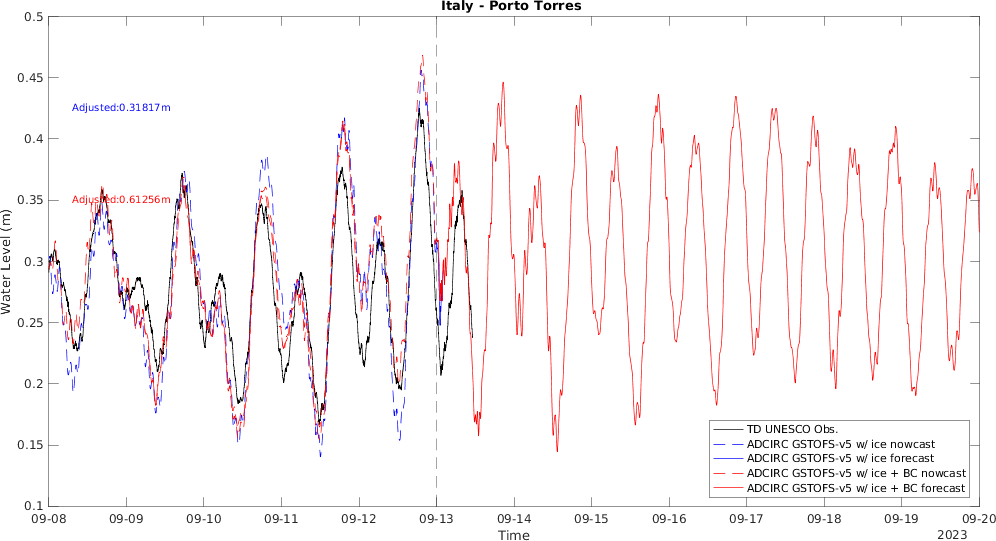 Italy - Porto Torres
Water Level (m)
0.5
0.45
0.4
0.35
0.3
0.25
0.2
0.15
0.1
Adjusted:0.31817m
Adjusted:0.61256m
TD UNESCO Obs.
ADCIRC GSTOFS-v5 w/ ice nowcast
ADCIRC GSTOFS-v5 w/ ice forecast
ADCIRC GSTOFS-v5 w/ ice + BC nowcast
ADCIRC GSTOFS-v5 w/ ice + BC forecast
09-08 09-09 09-10 09-11 09-12 09-13 09-14 09-15 09-16 09-17 09-18 09-19 09-20
Time
2023